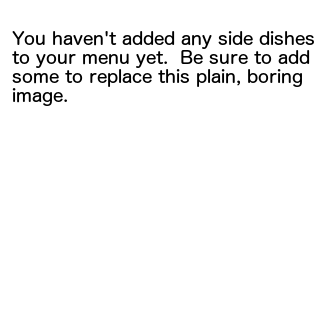 You haven't added any side dishes
to your menu yet.  Be sure to add
some to replace this plain, boring
image.